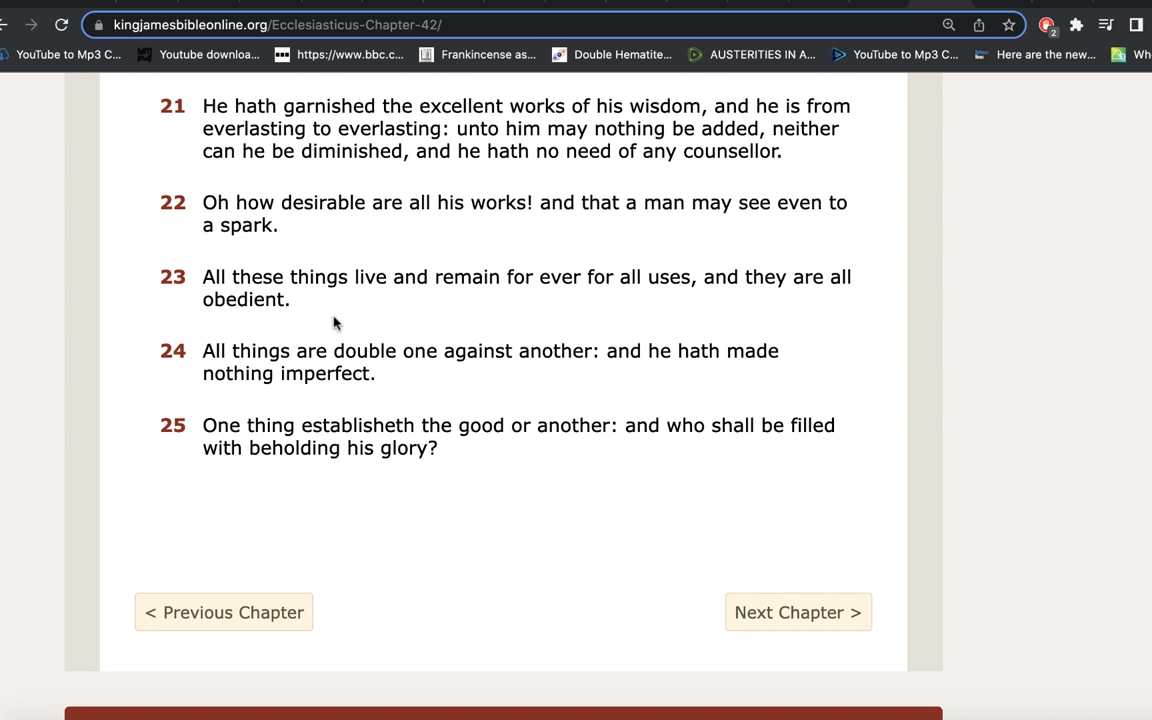 kingjamesbibleonline.org/Ecclesiasticus-Chapter-42/
2
YouTube to Mp3 C... Youtube downloa... https://www.bbc.c... Frankincense as... Double Hematite... AUSTERITIES IN A... YouTube to Mp3 C... Here are the new... Wh
21 He hath garnished the excellent works of his wisdom, and he is from
everlasting to everlasting: unto him may nothing be added, neither
can he be diminished, and he hath no need of any counsellor.
22 Oh how desirable are all his works! and that a man may see even to
a spark.
23 All these things live and remain for ever for all uses, and they are all
obedient.
24 All things are double one against another: and he hath made
nothing imperfect.
25 One thing establisheth the good or another: and who shall be filled
with beholding his glory?
< Previous Chapter Next Chapter >